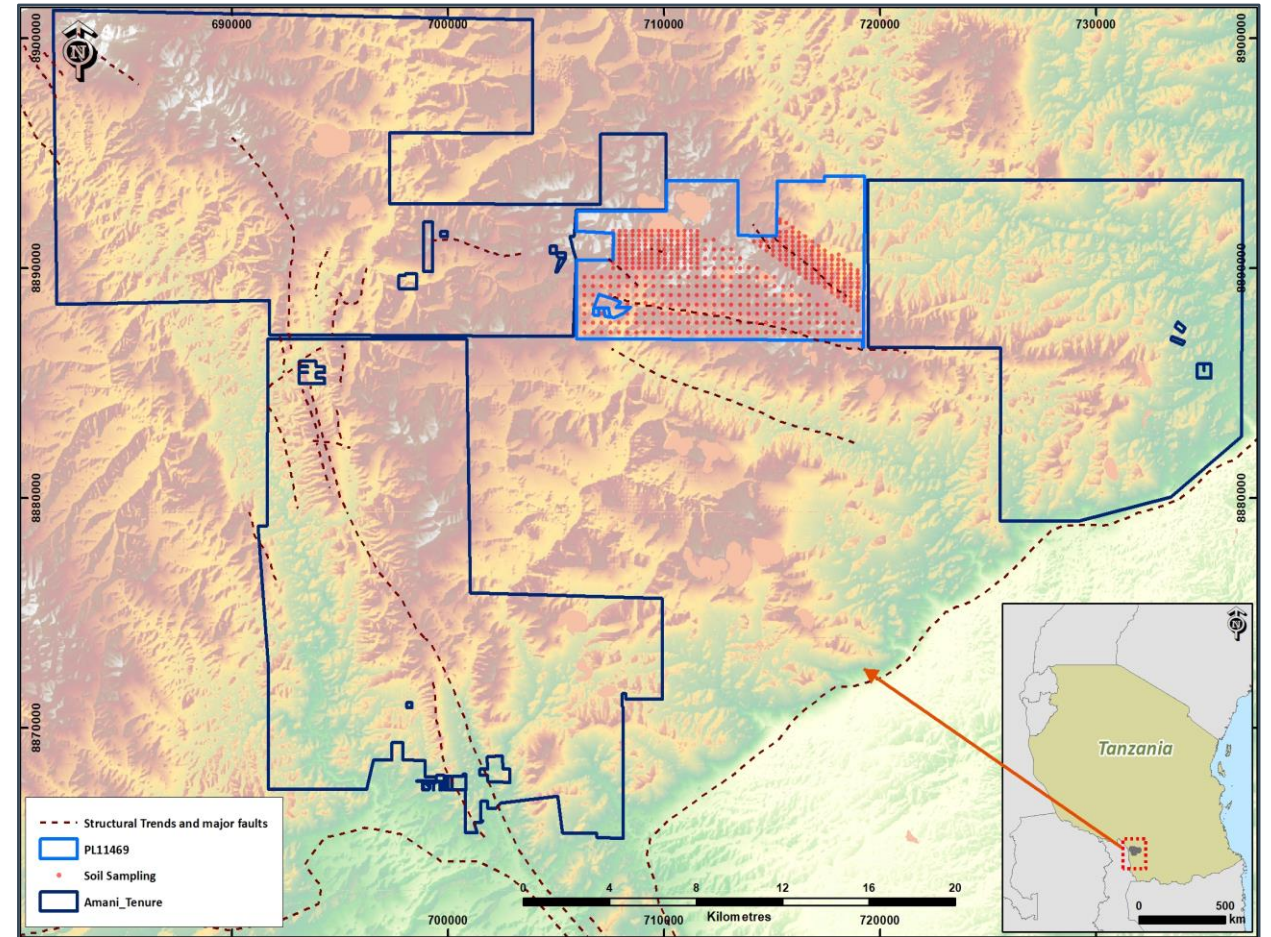 690000
700000
710000
720000
730000
8900000
8900000
N
8890000
8890000
8880000
8880000
8870000
N
Tanzania
0
500
km
Structural Trends and major faults
PL11469
Soil Sampling
Amani_Tenure
0
4
8
12
16
20
Kilometres
700000
710000
720000